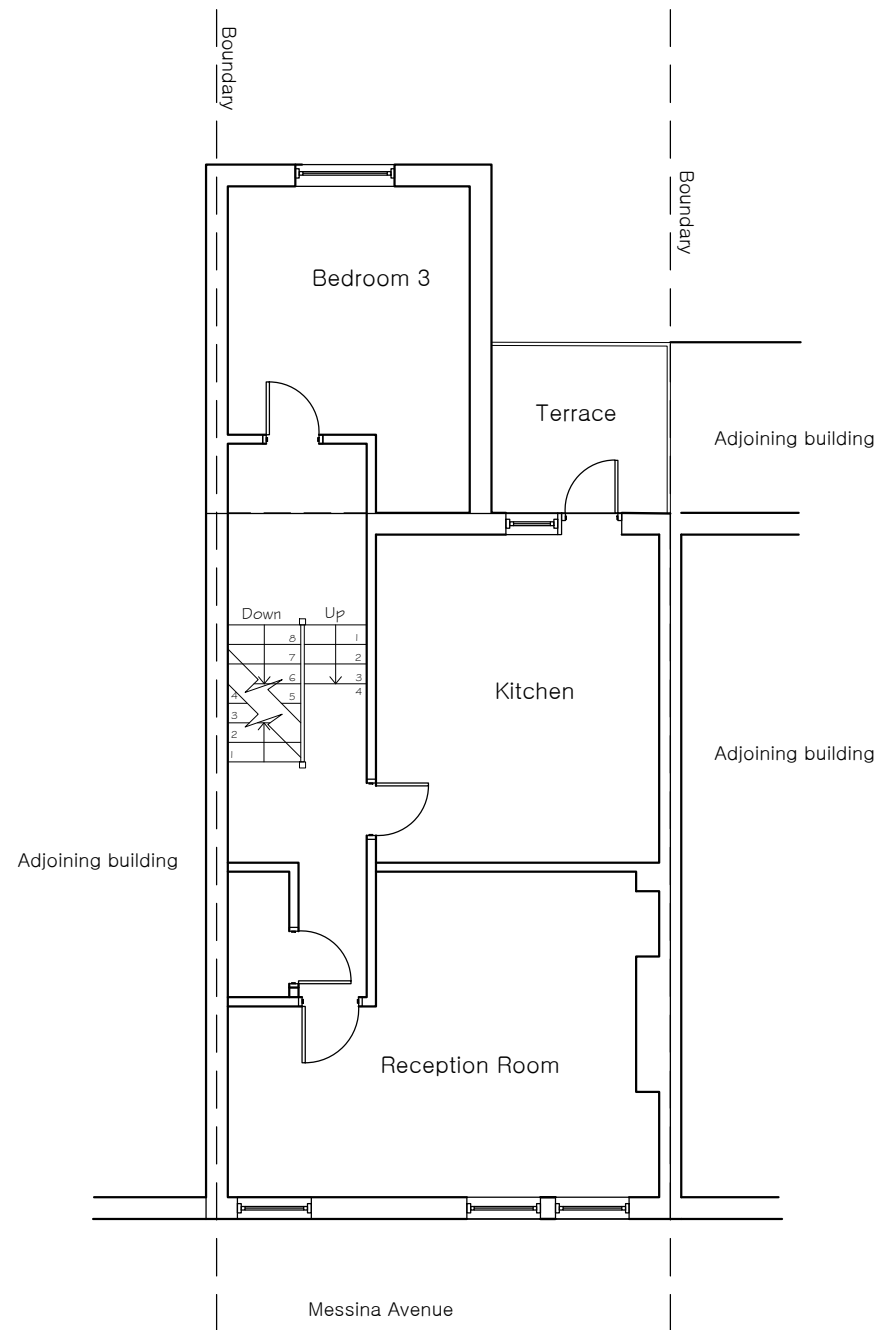 Boundary
Boundary
Bedroom 3
Terrace
Adjoining building
Down Up
8 1
7 2
6 3
4 5 4
3
2
1
Kitchen
Adjoining building
Adjoining building
Reception Room
Messina Avenue